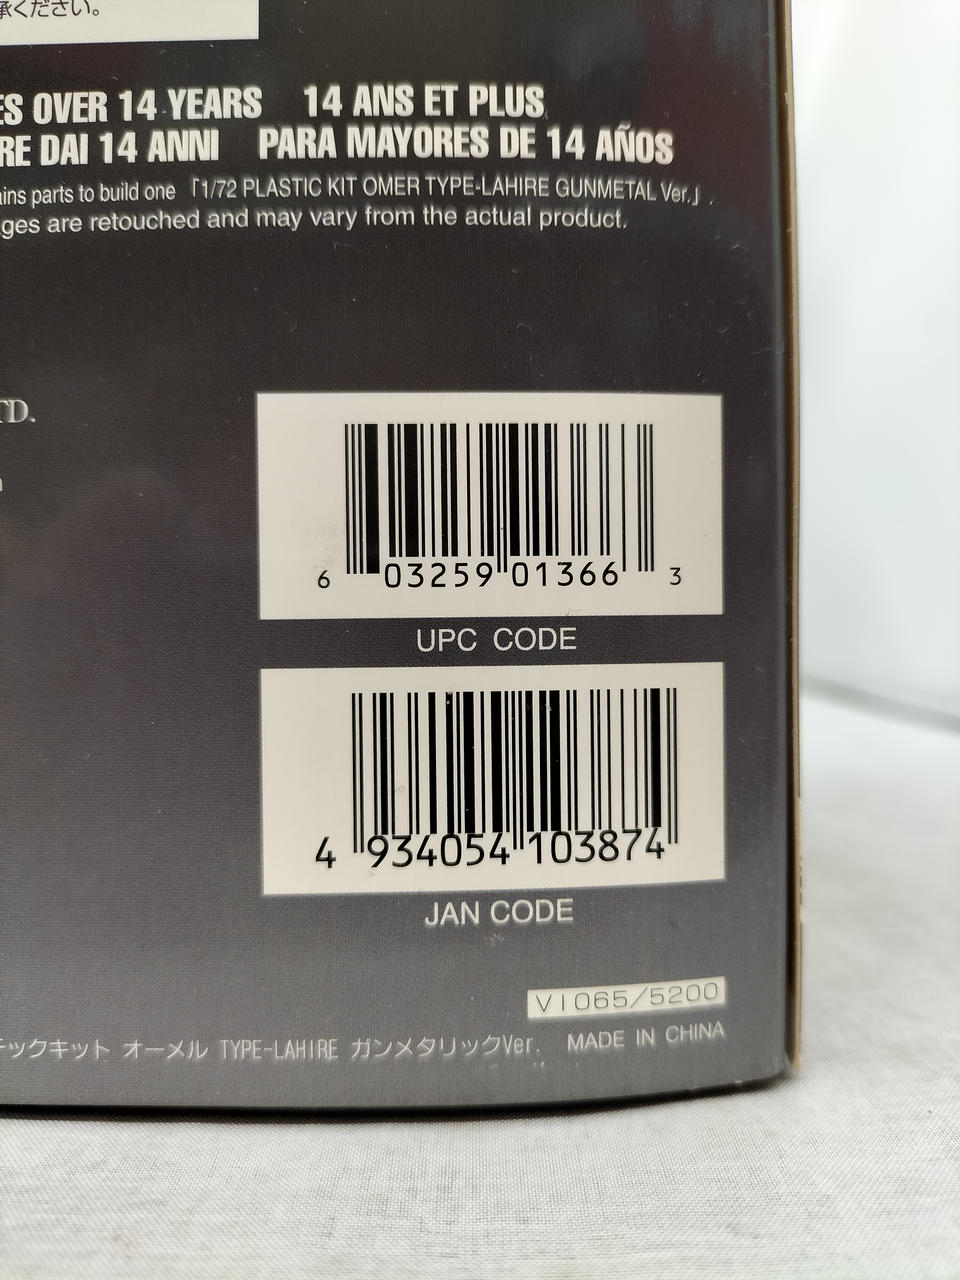 承ください。
ES OVER 14 YEARS 14 ANS ET PLUS
RE DAI 14 ANNI PARA MAYORES DE 14 AÑOS
ains parts to build one 「1/72 PLASTIC KIT OMER TYPE-LAHIRE GUNMETAL Ver.」.
ges are retouched and may vary from the actual product.
TD.
6 03259 01366 3
UPC CODE
4 934054 103874
JAN CODE
VI065/5200
チックキット オーメル TYPE-LAHIRE ガンメタリックVer. MADE IN CHINA